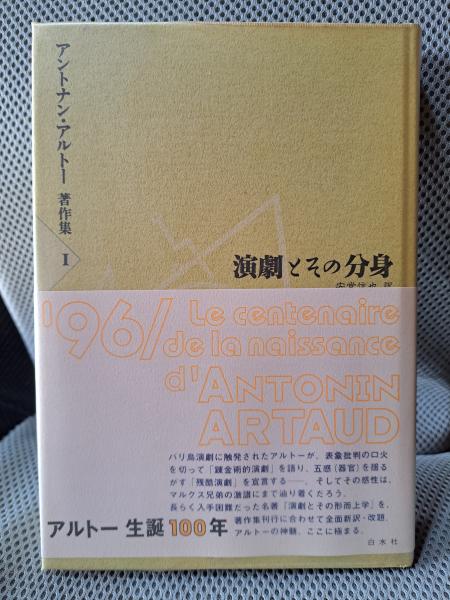 アントナン・アルトー 著作集 I
演劇とその分身
安堂信也 訳
'96/ Le centenaire
de la naissance
d'ANTONIN
ARTAUD
バリ島演劇に触発されたアルトーが、表象批判の口火
を切って「錬金術的演劇」を語り、五感(器官)を揺る
がす「残酷演劇」を宣言する——、そしてその感性は、
マルクス兄弟の激讃にまで辿り着くだろう。
長らく入手困難だった名著「演劇とその形而上学」を、
著作集刊行に合わせて全面新訳・改題。
アルトーの神髄、ここに極まる。
アルトー 生誕100年
白水社